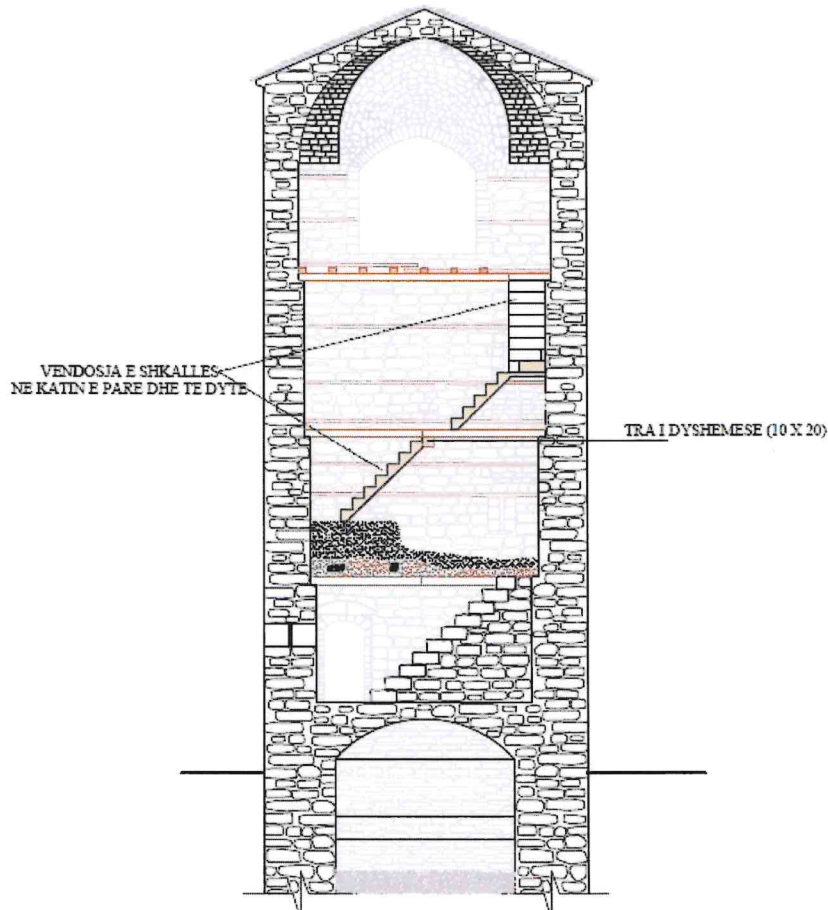 VENDOSJA E SHKALLES
NE KATIN E PARE DHE TE DYTE
TRA I DYSHEMESE (10 X 20)